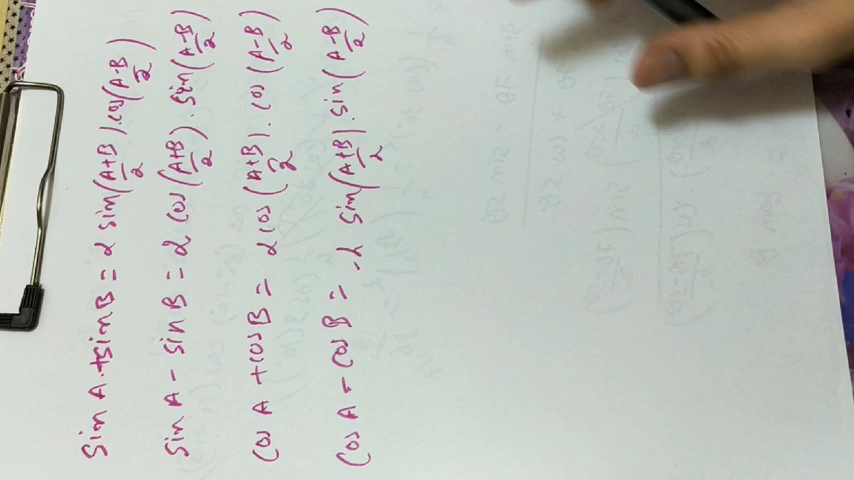 Sin A + sin B = 2 sin(A+B/2) . cos(A-B/2)
sin A - sin B = 2 cos(A+B/2) . sin(A-B/2)
Cos A + cos B = 2 cos(A+B/2) . cos(A-B/2)
Cos A - cos B = -2 sin(A+B/2) . sin(A-B/2)